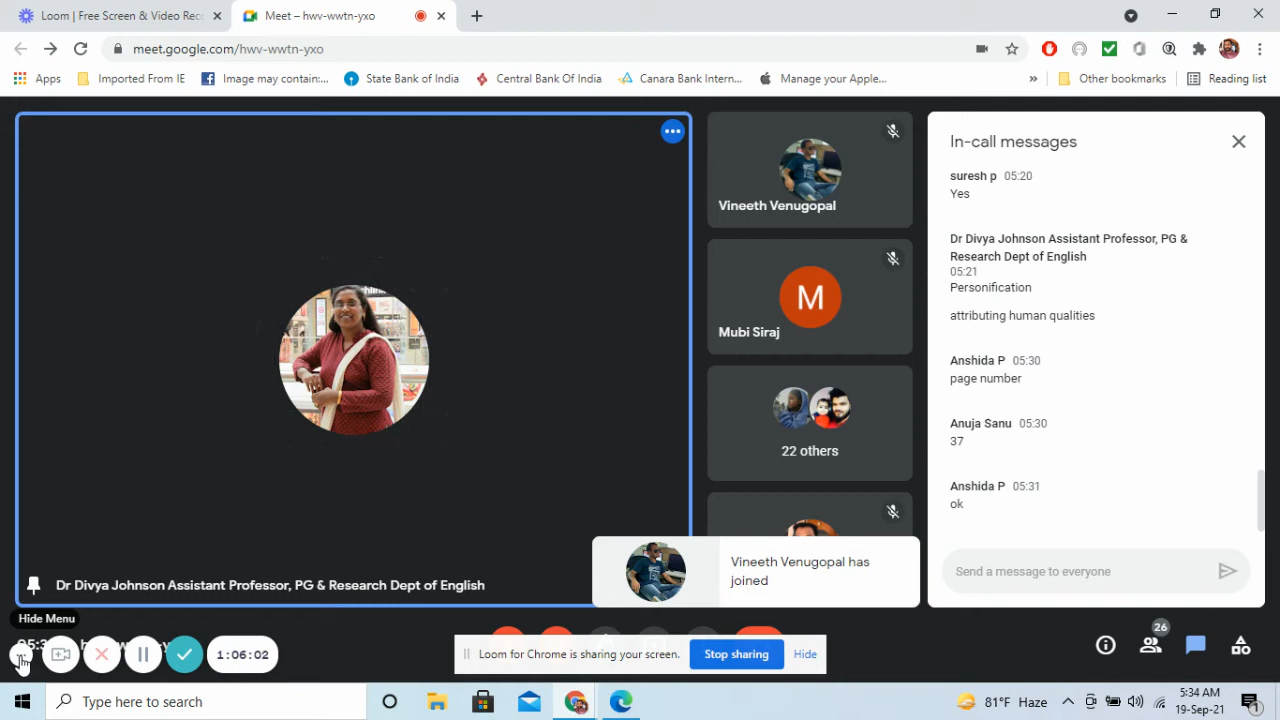 Loom | Free Screen & Video Rec
Meet – hwv-wwtn-yxo
meet.google.com/hwv-wwtn-yxo
Apps
Imported From IE
Image may contain:...
State Bank of India
Central Bank Of India
Canara Bank Intern...
Manage your Apple...
»
Other bookmarks
Reading list
Vineeth Venugopal
M
Mubi Siraj
22 others
Dr Divya Johnson Assistant Professor, PG & Research Dept of English
Vineeth Venugopal has
joined
In-call messages
suresh p 05:20
Yes
Dr Divya Johnson Assistant Professor, PG &
Research Dept of English
05:21
Personification
attributing human qualities
Anshida P 05:30
page number
Anuja Sanu 05:30
37
Anshida P 05:31
ok
Send a message to everyone
Hide Menu
1:06:02
Loom for Chrome is sharing your screen.
Stop sharing
Hide
26
Type here to search
81°F Haze
5:34 AM
19-Sep-21
1